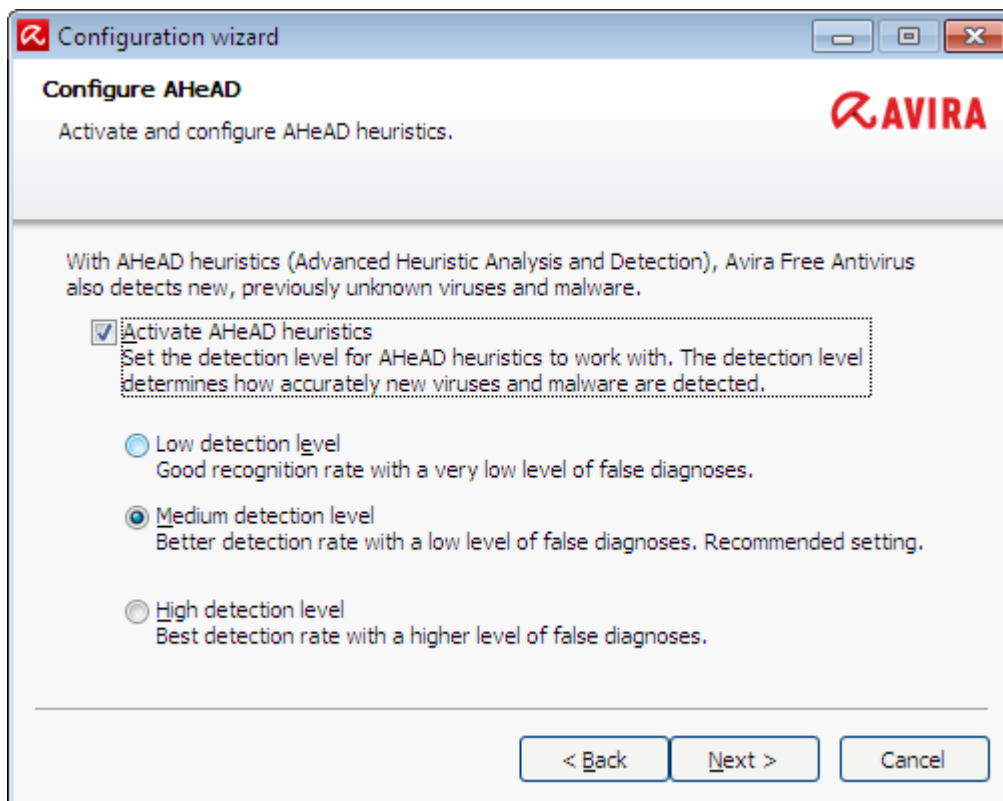 Configuration wizard
Configure AHeAD
Activate and configure AHeAD heuristics.
AVIRA
With AHeAD heuristics (Advanced Heuristic Analysis and Detection), Avira Free Antivirus
also detects new, previously unknown viruses and malware.
Activate AHeAD heuristics
Set the detection level for AHeAD heuristics to work with. The detection level
determines how accurately new viruses and malware are detected.
Low detection level
Good recognition rate with a very low level of false diagnoses.
Medium detection level
Better detection rate with a low level of false diagnoses. Recommended setting.
High detection level
Best detection rate with a higher level of false diagnoses.
< Back
Next >
Cancel